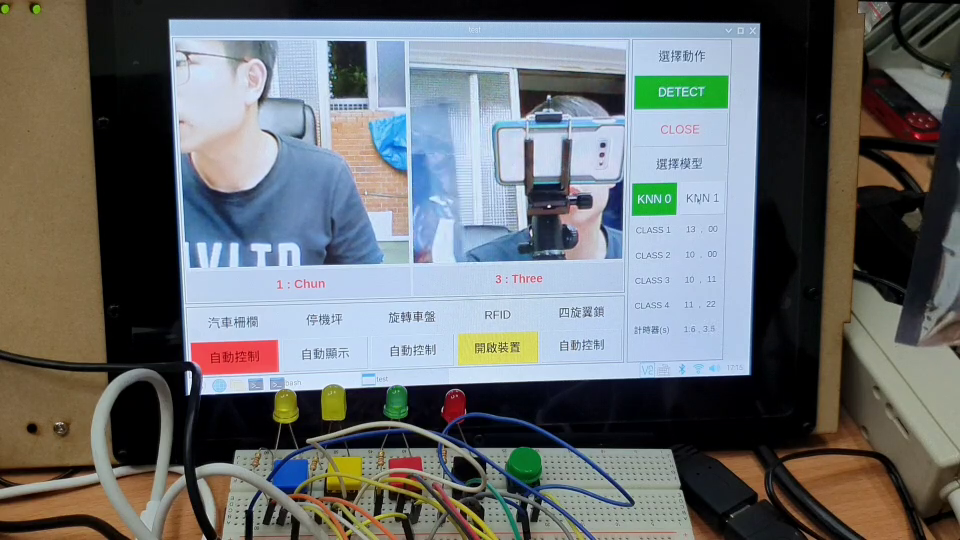 test
1 : Chun
3 : Three
汽車柵欄
停機坪
旋轉車盤
RFID
四旋翼鎖
自動控制
自動顯示
自動控制
開啟裝置
自動控制
選擇動作
DETECT
CLOSE
選擇模型
KNN 0
KNN 1
CLASS 1 13 , 00
CLASS 2 10 , 00
CLASS 3 10 , 11
CLASS 4 11 , 22
計時器(s) 1.6 , 3.5
bash
test